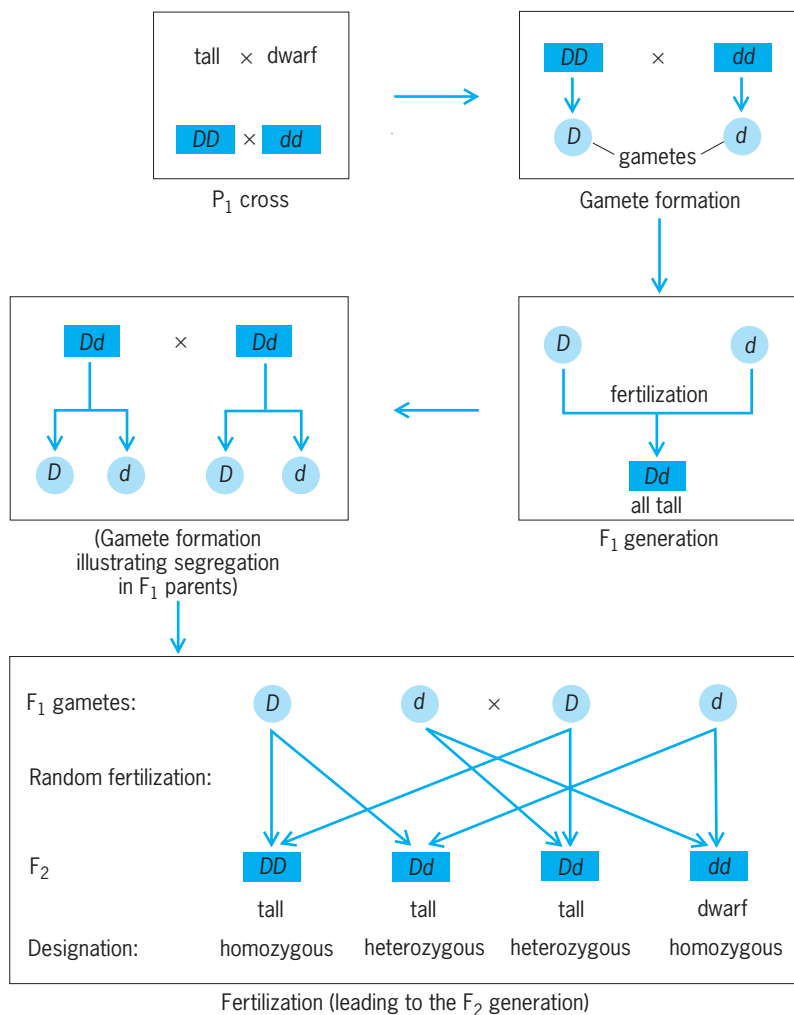 tall × dwarf
DD × dd
P1 cross
DD × dd
D gametes d
Gamete formation
D d
fertilization
Dd
all tall
F1 generation
Dd × Dd
D d D d
(Gamete formation
illustrating segregation
in F1 parents)
F1 gametes: D d × D d
Random fertilization:
F2 DD Dd Dd dd
tall tall tall dwarf
Designation: homozygous heterozygous heterozygous homozygous
Fertilization (leading to the F2 generation)